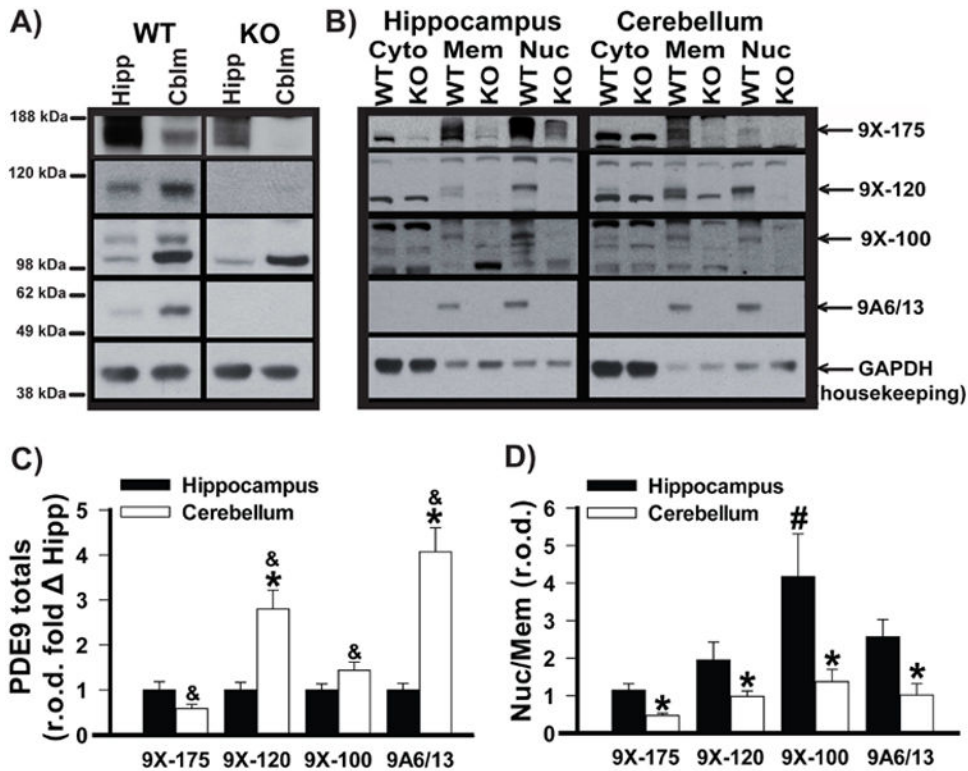 A)
WT KO
Hipp Cblm Hipp Cblm
188 kDa
120 kDa
98 kDa
62 kDa
49 kDa
38 kDa
B)
Hippocampus Cerebellum
Cyto Mem Nuc Cyto Mem Nuc
WT KO WT KO WT KO WT KO WT KO WT KO
9X-175
9X-120
9X-100
9A6/13
GAPDH
(housekeeping)
C)
Hippocampus
Cerebellum
PDE9 totals
(r.o.d. fold Δ Hipp)
5
4
3
2
1
0
& & * & & *
9X-175 9X-120 9X-100 9A6/13
D)
Hippocampus
Cerebellum
Nuc/Mem (r.o.d.)
6
5
4
3
2
1
0
* * # * *
9X-175 9X-120 9X-100 9A6/13